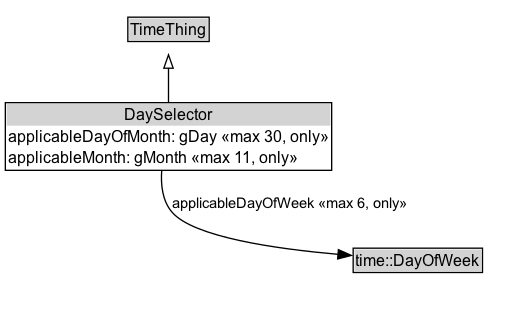 TimeThing
DaySelector
applicableDayOfMonth: gDay «max 30, only»
applicableMonth: gMonth «max 11, only»
applicableDayOfWeek «max 6, only»
time::DayOfWeek